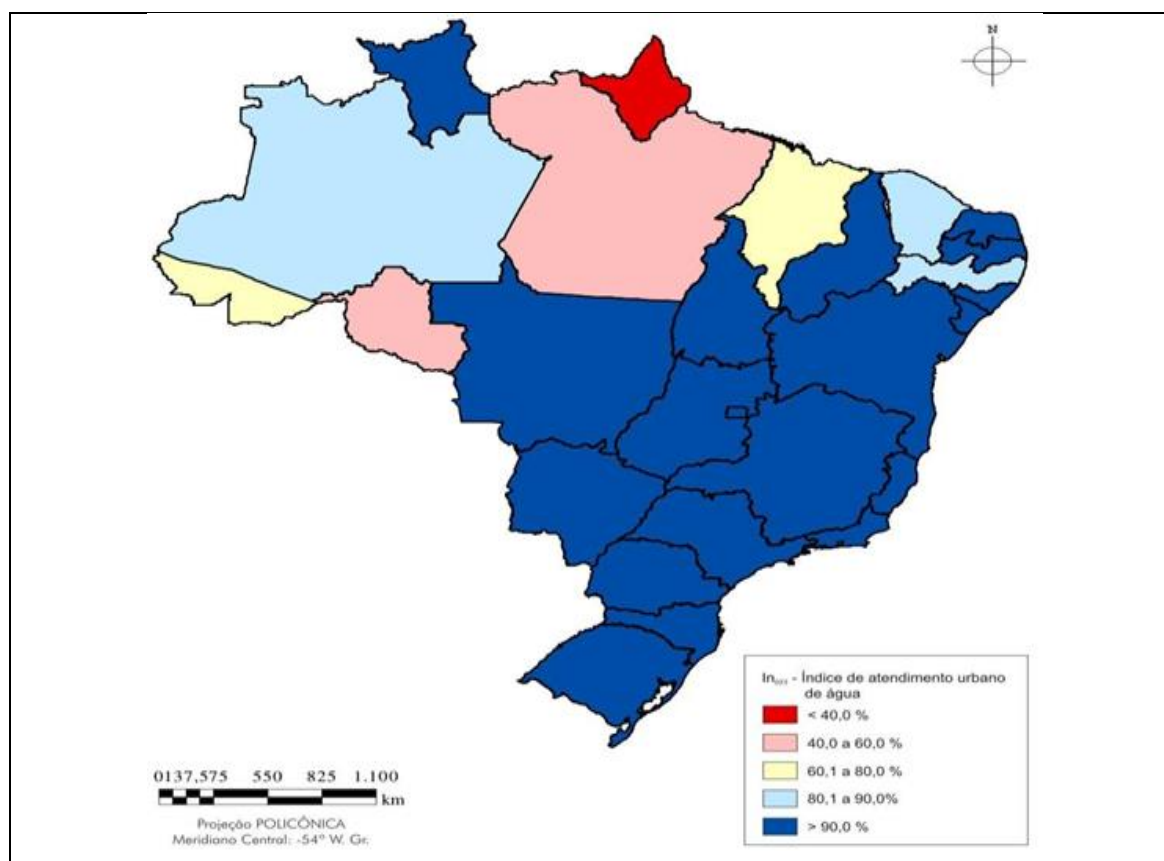 N
In₀₂₃ - Índice de atendimento urbano
de água
< 40,0 %
40,0 a 60,0 %
60,1 a 80,0 %
80,1 a 90,0%
> 90,0 %
0137,575 550 825 1.100
km
Projeção POLICÔNICA
Meridiano Central: -54° W. Gr.